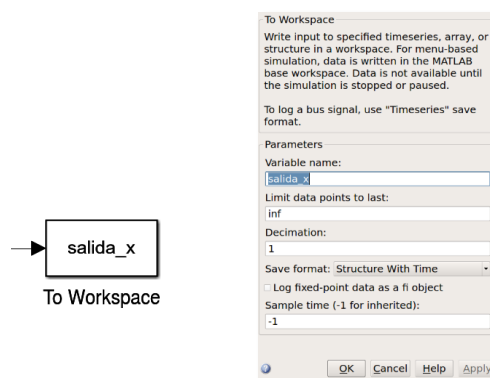 salida_x
To Workspace
To Workspace
Write input to specified timeseries, array, or
structure in a workspace. For menu-based
simulation, data is written in the MATLAB
base workspace. Data is not available until
the simulation is stopped or paused.
To log a bus signal, use "Timeseries" save
format.
Parameters
Variable name:
salida_x
Limit data points to last:
inf
Decimation:
1
Save format: Structure With Time
Log fixed-point data as a fi object
Sample time (-1 for inherited):
-1
OK Cancel Help Apply